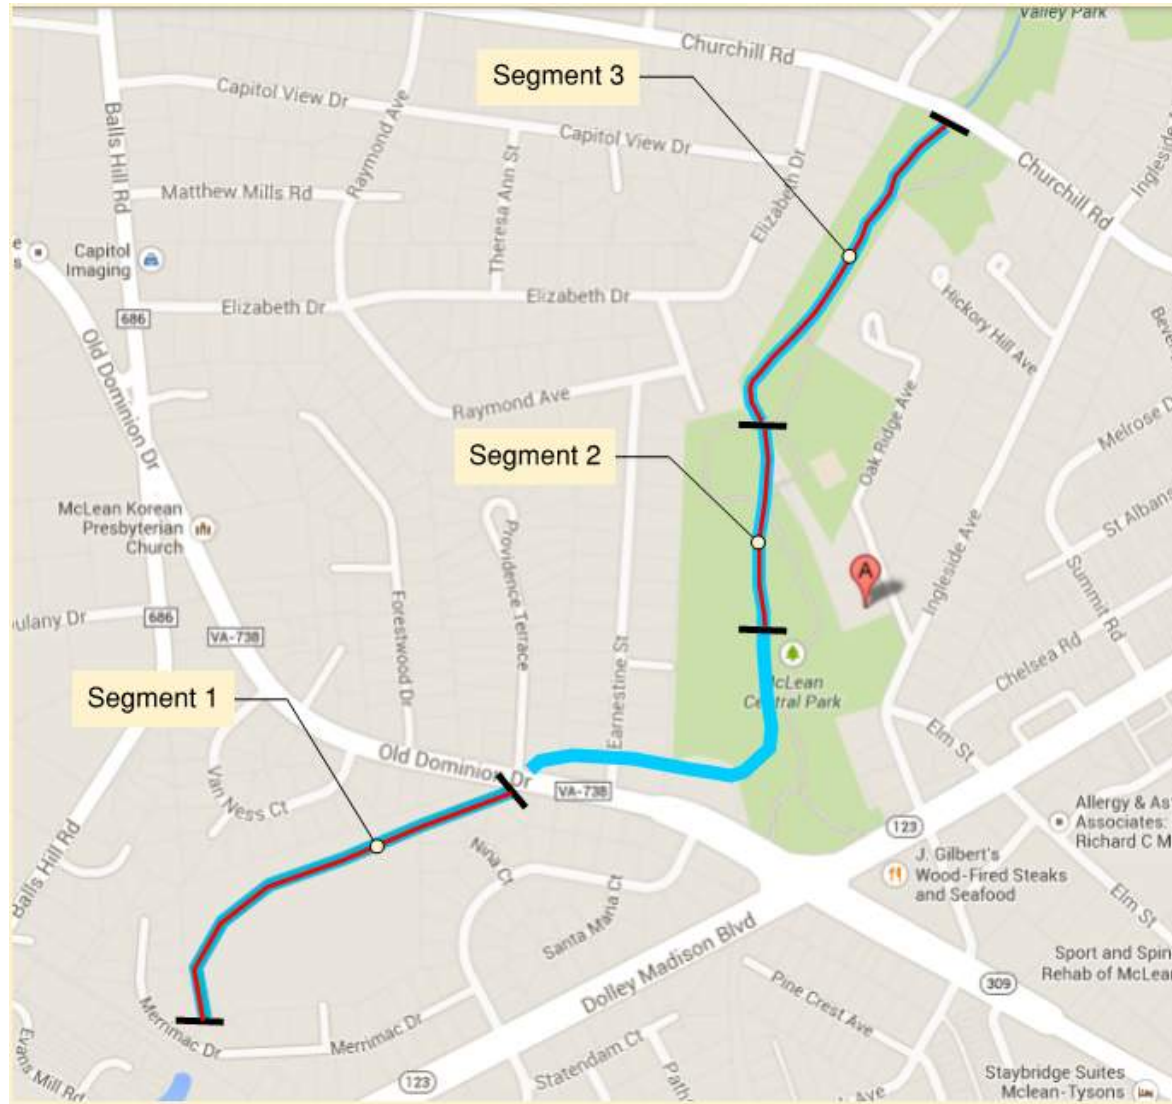 Valley Park
Churchill Rd
Segment 3
Capitol View Dr
Raymond Ave
Balls Hill Rd
Capitol View Dr
Theresa Ann St
Elizabeth Dr
Churchill Rd
Matthew Mills Rd
Capitol
Imaging
Elizabeth Dr
Elizabeth Dr
686
Hickory Hill Ave
Old Dominion Dr
Raymond Ave
Oak Ridge Ave
Melrose D
Segment 2
McLean Korean
Presbyterian
Church
Providence Terrace
St Alban
Ingleside Ave
A
Forestwood Dr
Summit Rd
ulany Dr
686
VA-738
Earnestine St
Chelsea Rd
McLean
Central Park
Segment 1
Elm St
Old Dominion Dr
VA-738
Van Ness Ct
123
Allergy & As
Associates:
Richard C M
Nina Ct
J. Gilbert's
Wood-Fired Steaks
and Seafood
Balls Hill Rd
Santa Maria Ct
Elm St
Dolley Madison Blvd
Sport and Spin
Rehab of McLea
309
Pine Crest Ave
Merrimac Dr
Merrimac Dr
Evans Mill Rd
Statendam Ct
123
Path
Ave
Staybridge Suites
Mclean-Tysons